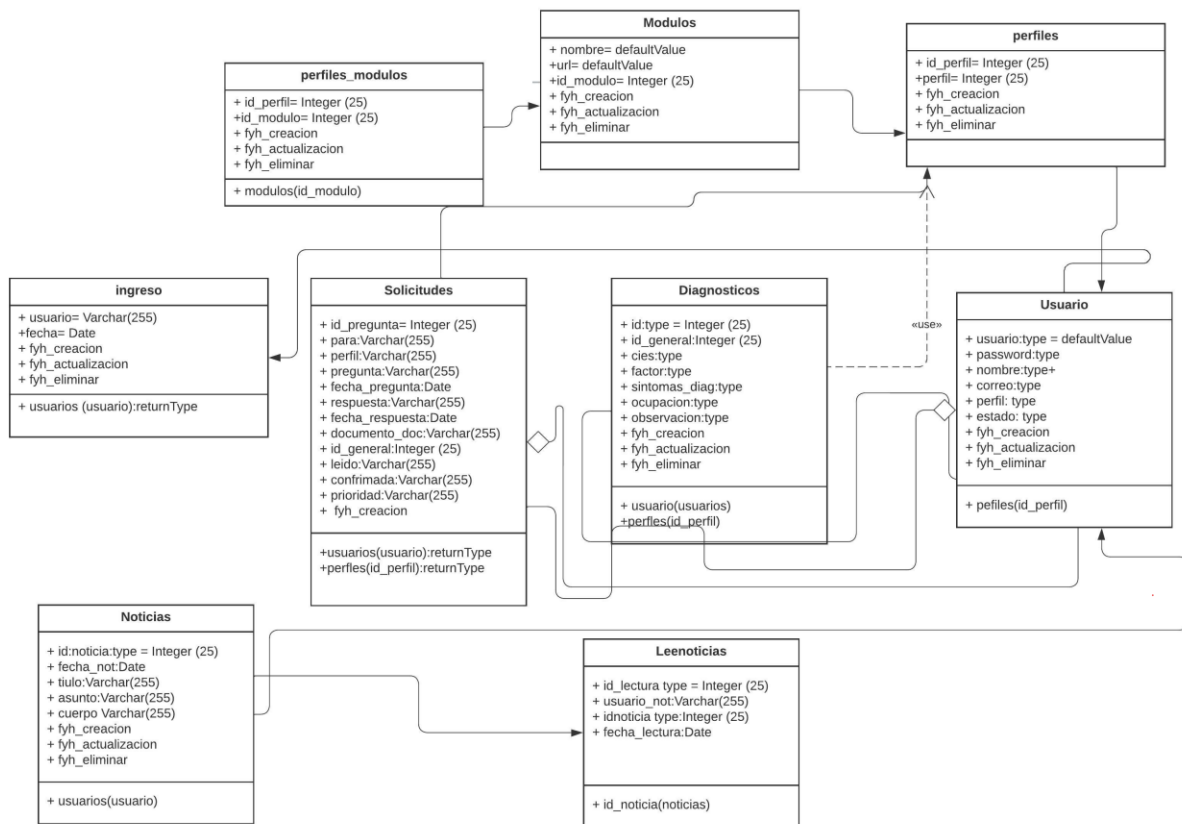 perfiles_modulos
+ id_perfil= Integer (25)
+id_modulo= Integer (25)
+ fyh_creacion
+ fyh_actualizacion
+ fyh_eliminar
+ modulos(id_modulo)
Modulos
+ nombre= defaultValue
+url= defaultValue
+id_modulo= Integer (25)
+ fyh_creacion
+ fyh_actualizacion
+ fyh_eliminar
perfiles
+ id_perfil= Integer (25)
+perfil= Integer (25)
+ fyh_creacion
+ fyh_actualizacion
+ fyh_eliminar
ingreso
+ usuario= Varchar(255)
+fecha= Date
+ fyh_creacion
+ fyh_actualizacion
+ fyh_eliminar
+ usuarios (usuario):returnType
Solicitudes
+ id_pregunta= Integer (25)
+ para:Varchar(255)
+ perfil:Varchar(255)
+ pregunta:Varchar(255)
+ fecha_pregunta:Date
+ respuesta:Varchar(255)
+ fecha_respuesta:Date
+ documento_doc:Varchar(255)
+ id_general:Integer (25)
+ leido:Varchar(255)
+ confrimada:Varchar(255)
+ prioridad:Varchar(255)
+ fyh_creacion
+usuarios(usuario):returnType
+perfles(id_perfil):returnType
Diagnosticos
+ id:type = Integer (25)
+ id_general:Integer (25)
+ cies:type
+ factor:type
+ sintomas_diag:type
+ ocupacion:type
+ observacion:type
+ fyh_creacion
+ fyh_actualizacion
+ fyh_eliminar
+ usuario(usuarios)
+perfles(id_perfil)
«use»
Usuario
+ usuario:type = defaultValue
+ password:type
+ nombre:type+
+ correo:type
+ perfil: type
+ estado: type
+ fyh_creacion
+ fyh_actualizacion
+ fyh_eliminar
+ pefiles(id_perfil)
Noticias
+ id:noticia:type = Integer (25)
+ fecha_not:Date
+ tiulo:Varchar(255)
+ asunto:Varchar(255)
+ cuerpo Varchar(255)
+ fyh_creacion
+ fyh_actualizacion
+ fyh_eliminar
+ usuarios(usuario)
Leenoticias
+ id_lectura type = Integer (25)
+ usuario_not:Varchar(255)
+ idnoticia type:Integer (25)
+ fecha_lectura:Date
+ id_noticia(noticias)